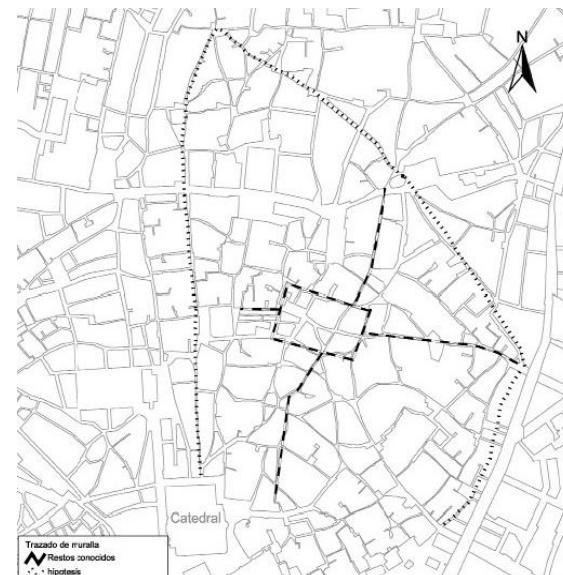 N
Catedral
Trazado de muralla
Restos conocidos
hipotesis